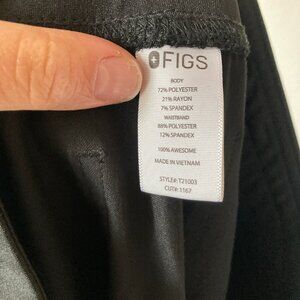 FIGS
BODY
72% POLYESTER
21% RAYON
7% SPANDEX
WAISTBAND
88% POLYESTER
12% SPANDEX
100% AWESOME
MADE IN VIETNAM
STYLE#: T21003
CUT#: 1167